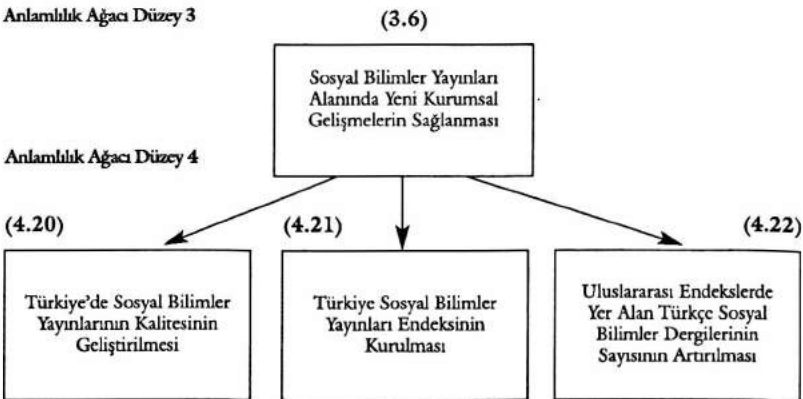 Anlamlılık Ağacı Düzey 3
(3.6)
Sosyal Bilimler Yayınları
Alanında Yeni Kurumsal
Gelişmelerin Sağlanması
Anlamlılık Ağacı Düzey 4
(4.20)
(4.21)
(4.22)
Türkiye'de Sosyal Bilimler
Yayınlarının Kalitesinin
Geliştirilmesi
Türkiye Sosyal Bilimler
Yayınları Endeksinin
Kurulması
Uluslararası Endekslerde
Yer Alan Türkçe Sosyal
Bilimler Dergilerinin
Sayısının Artırılması